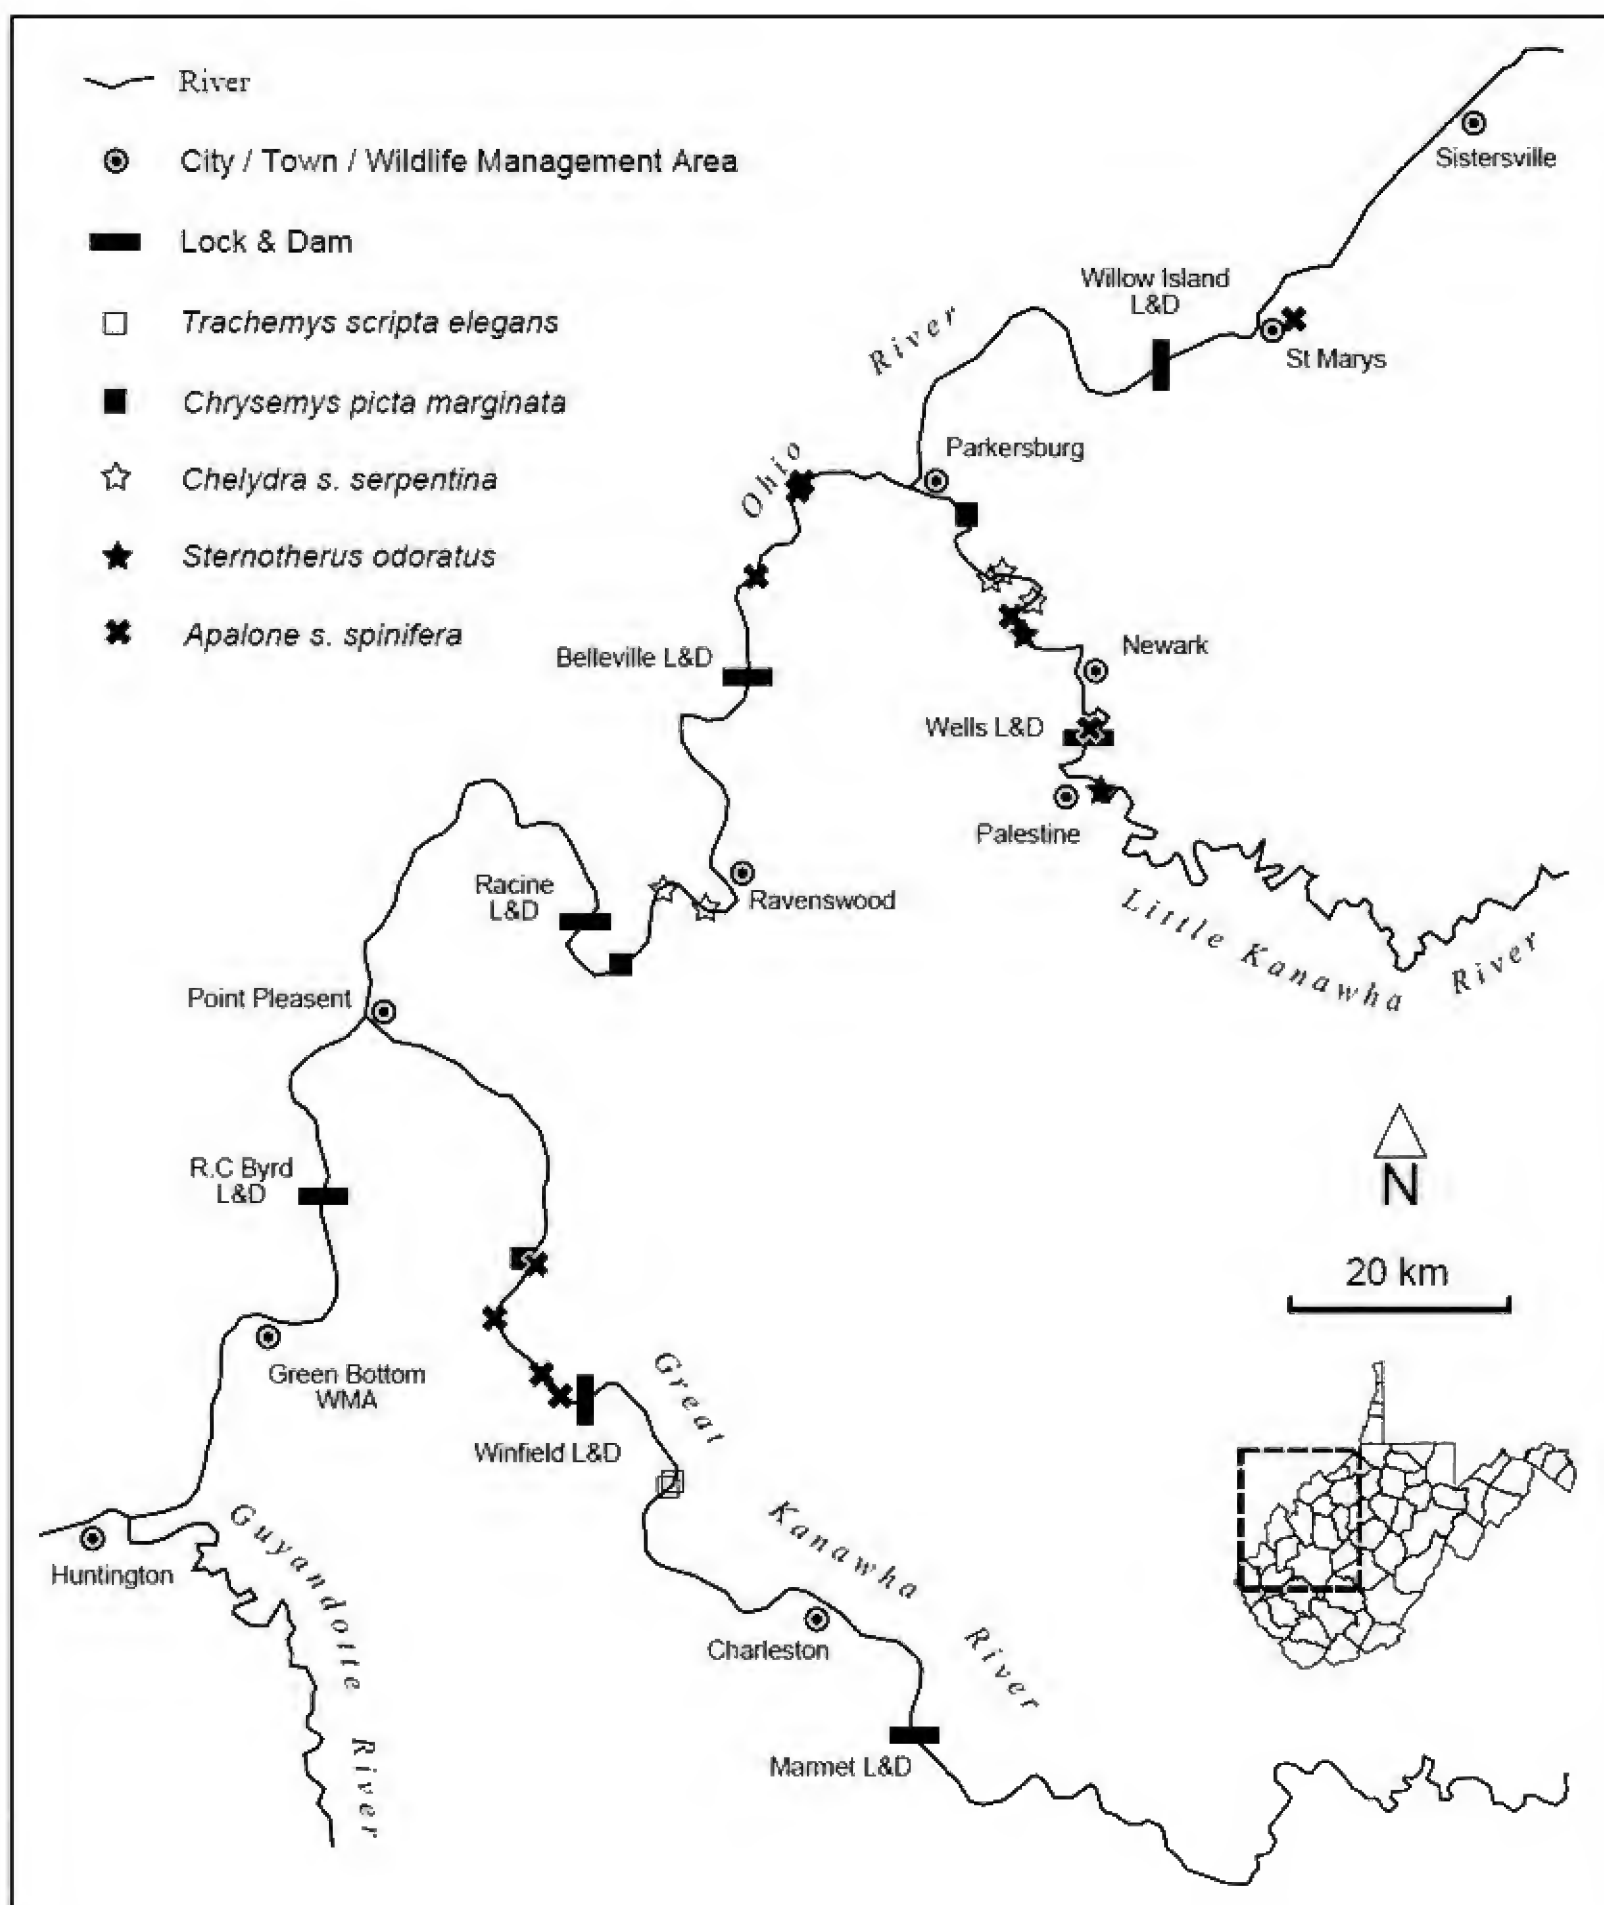 River
City / Town / Wildlife Management Area
Lock & Dam
Trachemys scripta elegans
Chrysemys picta marginata
Chelydra s. serpentina
Sternotherus odoratus
Apalone s. spinifera
Sistersville
Willow Island
L&D
St Marys
Ohio River
Parkersburg
Belleville L&D
Newark
Wells L&D
Palestine
Racine
L&D
Ravenswood
Little Kanawha River
Point Pleasent
R.C Byrd
L&D
N
20 km
Green Bottom
WMA
Winfield L&D
Great Kanawha River
Huntington
Guyandotte River
Charleston
Marmet L&D